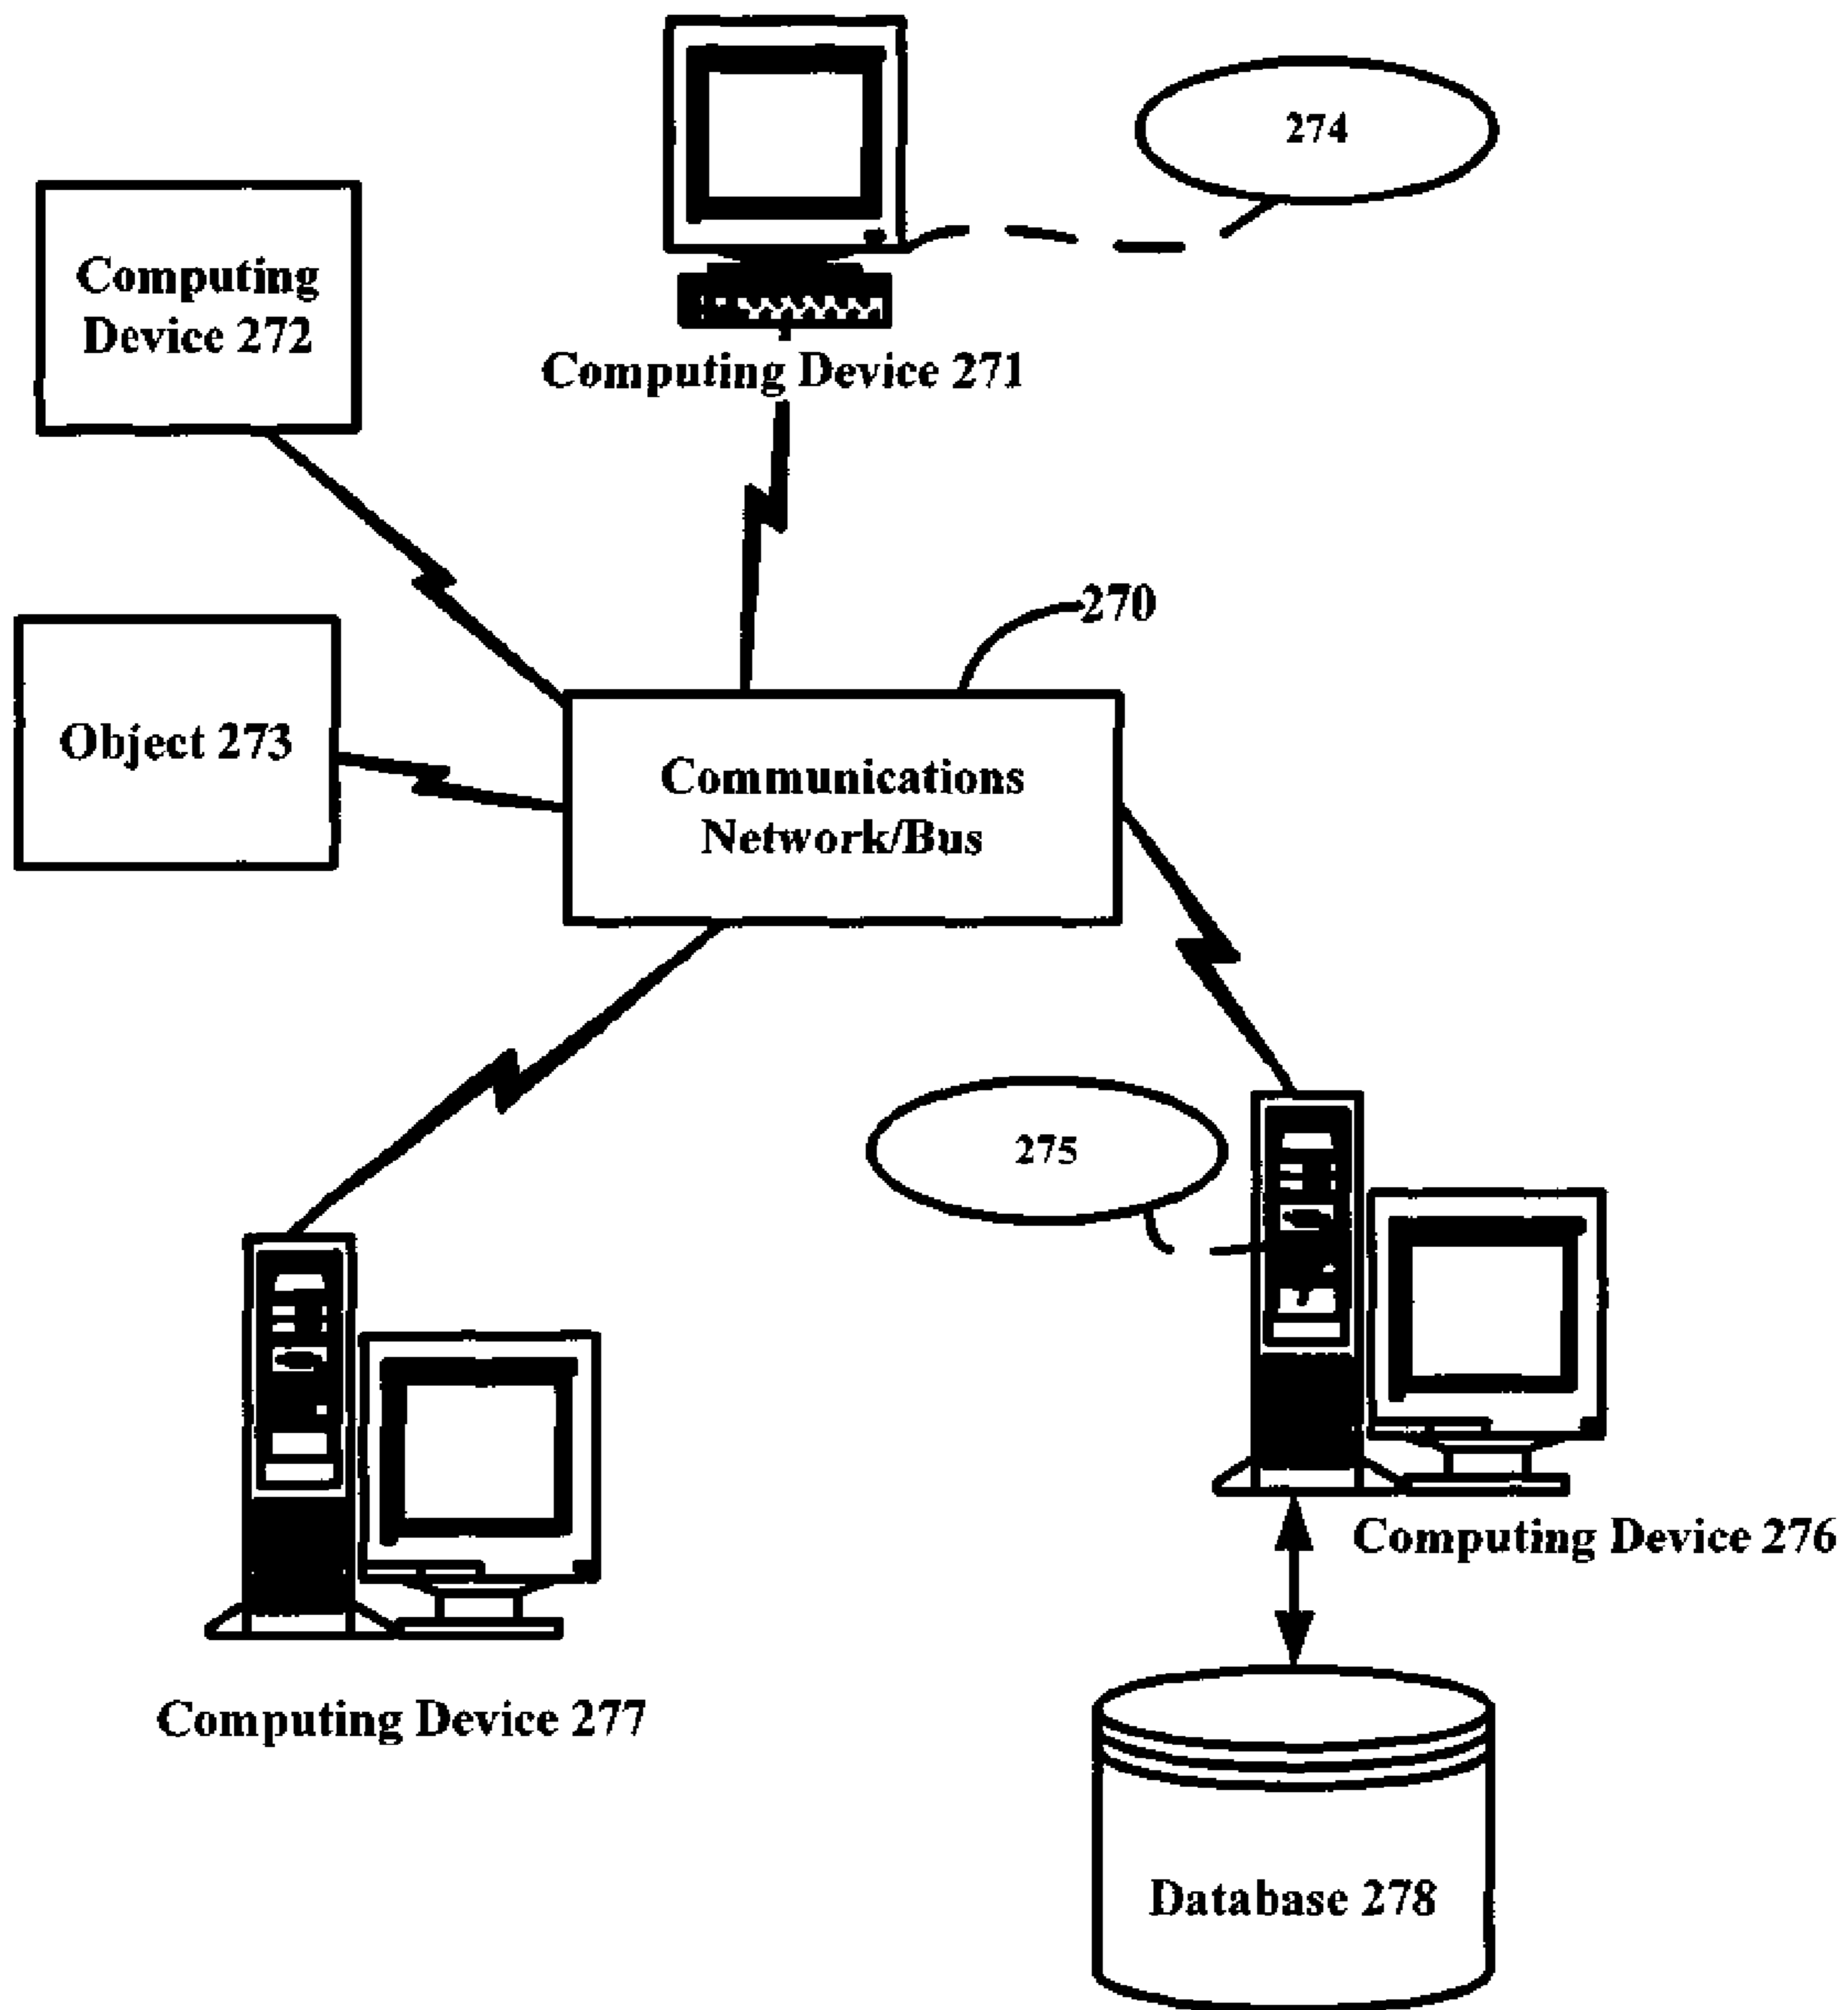 274
Computing
Device 272
Computing Device 271
270
Object 273
Communications
Network/Bus
275
Computing Device 276
Computing Device 277
Database 278